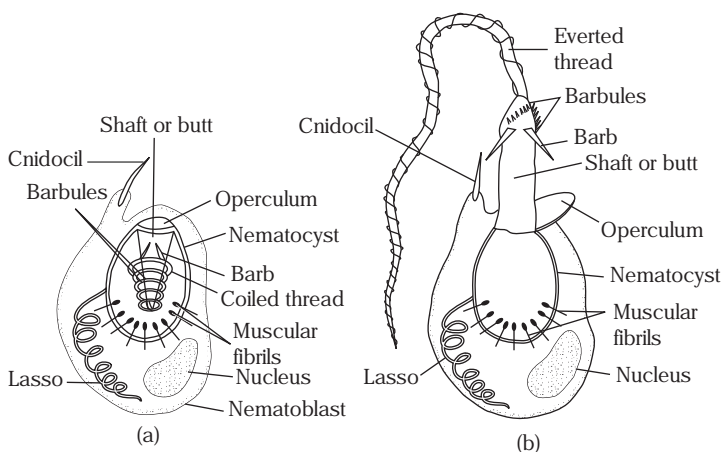 Shaft or butt
Cnidocil
Barbules
Operculum
Nematocyst
Barb
Coiled thread
Muscular
fibrils
Nucleus
Lasso
Nematoblast
(a)
Everted
thread
Barbules
Cnidocil
Barb
Shaft or butt
Operculum
Nematocyst
Muscular
fibrils
Lasso
Nucleus
(b)